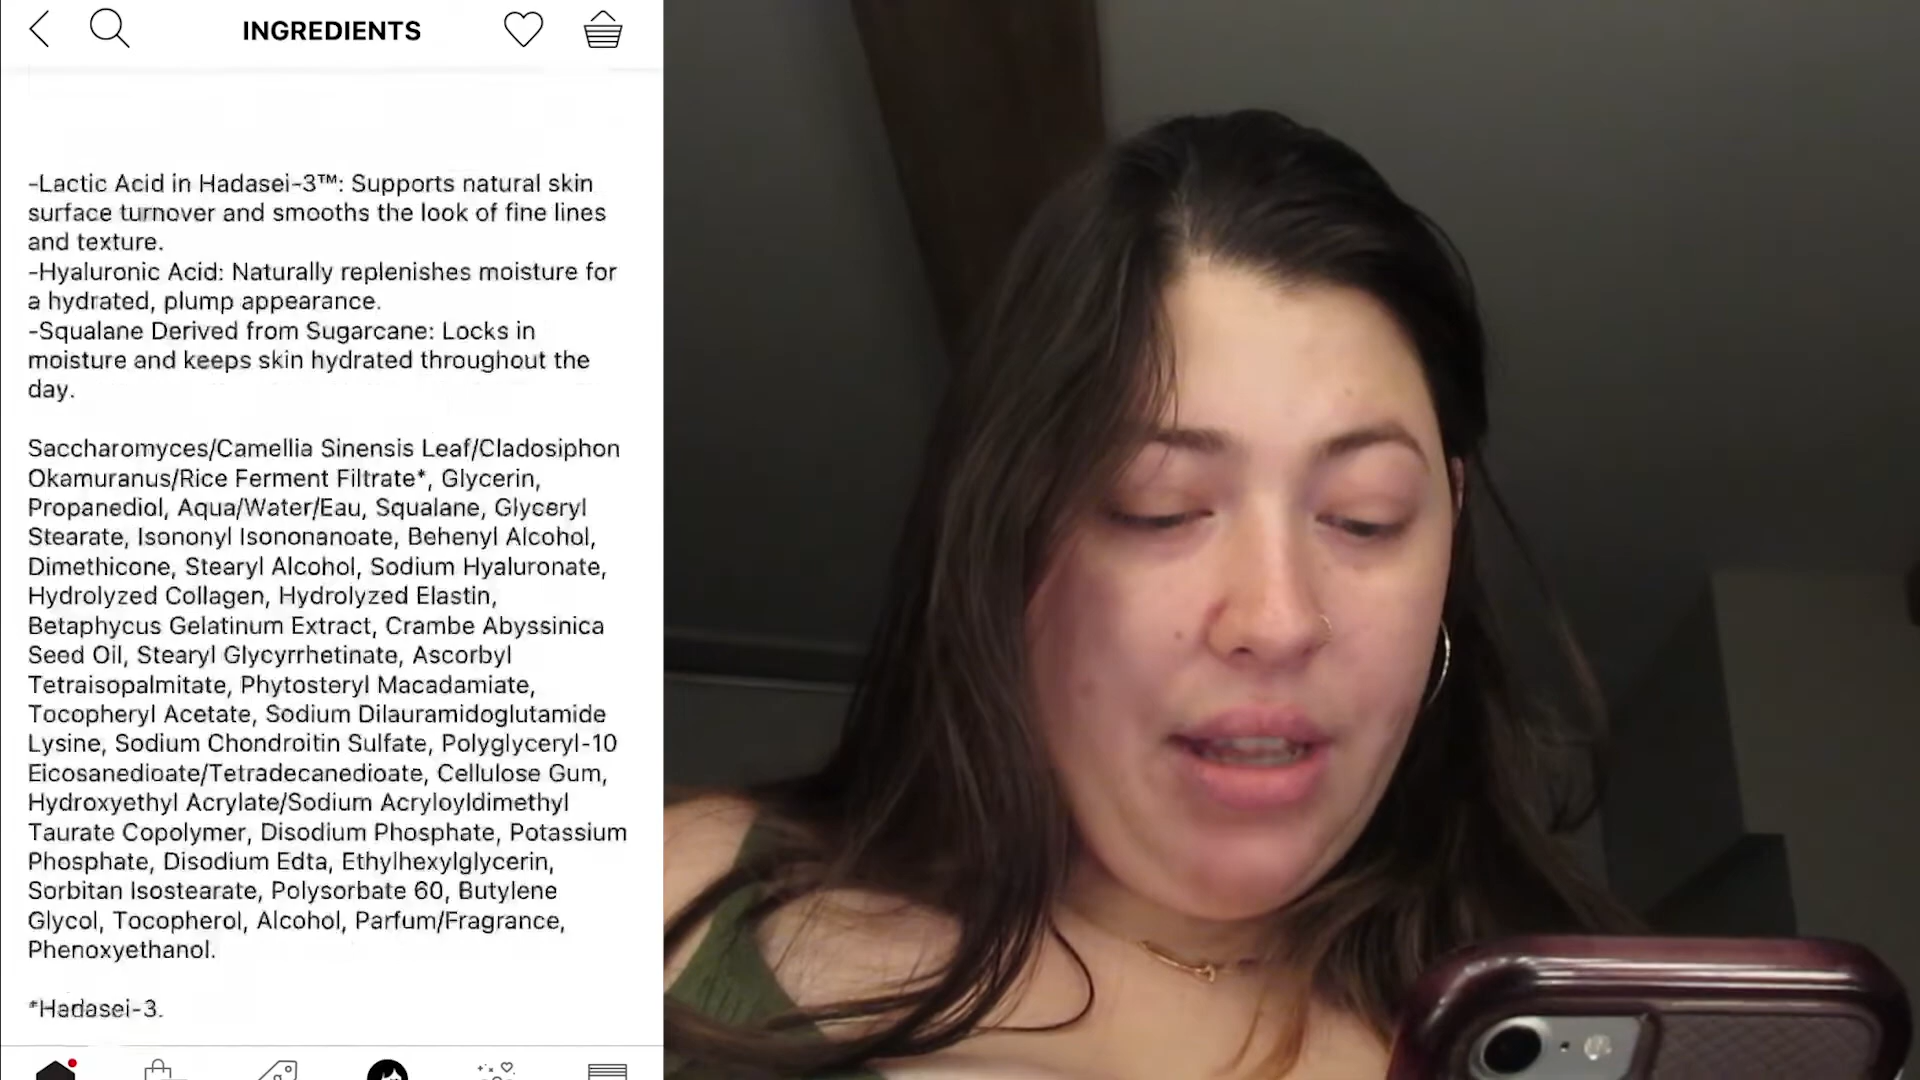 INGREDIENTS
-Lactic Acid in Hadasei-3™: Supports natural skin
surface turnover and smooths the look of fine lines
and texture.
-Hyaluronic Acid: Naturally replenishes moisture for
a hydrated, plump appearance.
-Squalane Derived from Sugarcane: Locks in
moisture and keeps skin hydrated throughout the
day.
Saccharomyces/Camellia Sinensis Leaf/Cladosiphon
Okamuranus/Rice Ferment Filtrate*, Glycerin,
Propanediol, Aqua/Water/Eau, Squalane, Glyceryl
Stearate, Isononyl Isononanoate, Behenyl Alcohol,
Dimethicone, Stearyl Alcohol, Sodium Hyaluronate,
Hydrolyzed Collagen, Hydrolyzed Elastin,
Betaphycus Gelatinum Extract, Crambe Abyssinica
Seed Oil, Stearyl Glycyrrhetinate, Ascorbyl
Tetraisopalmitate, Phytosteryl Macadamiate,
Tocopheryl Acetate, Sodium Dilauramidoglutamide
Lysine, Sodium Chondroitin Sulfate, Polyglyceryl-10
Eicosanedioate/Tetradecanedioate, Cellulose Gum,
Hydroxyethyl Acrylate/Sodium Acryloyldimethyl
Taurate Copolymer, Disodium Phosphate, Potassium
Phosphate, Disodium Edta, Ethylhexylglycerin,
Sorbitan Isostearate, Polysorbate 60, Butylene
Glycol, Tocopherol, Alcohol, Parfum/Fragrance,
Phenoxyethanol.
*Hadasei-3.